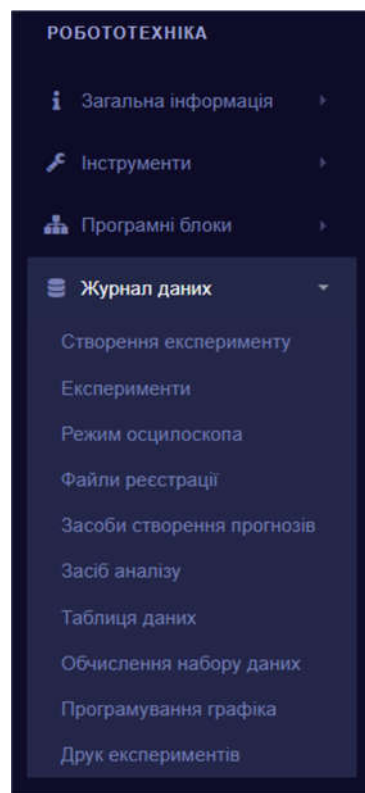 РОБОТОТЕХНІКА
Загальна інформація
Інструменти
Програмні блоки
Журнал даних
Створення експерименту
Експерименти
Режим осцилоскопа
Файли реєстрації
Засоби створення прогнозів
Засіб аналізу
Таблиця даних
Обчислення набору даних
Програмування графіка
Друк експериментів